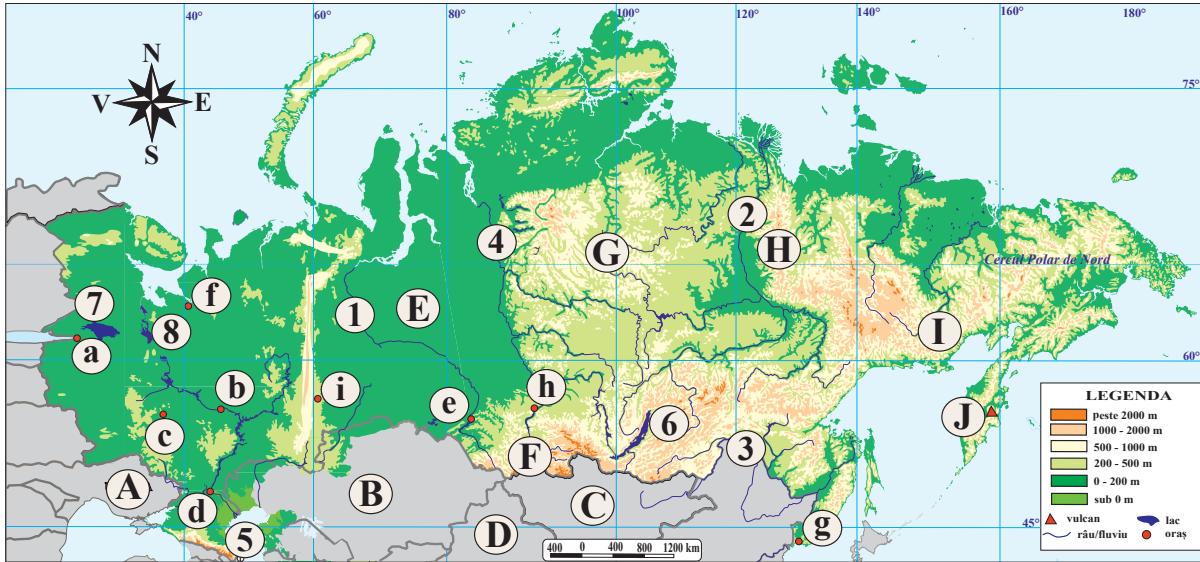 40° 60° 80° 100° 120° 140° 160° 180°
N
V E
S
75°
2
4 G H
Cercul Polar de Nord
7 f
1 E
8 I
a
60°
b h
i e
c J
6
F 3
A B
C
d D g
5
45°
400 0 400 800 1200 km
LEGENDA
peste 2000 m
1000 - 2000 m
500 - 1000 m
200 - 500 m
0 - 200 m
sub 0 m
vulcan lac
râu/fluviu oraș